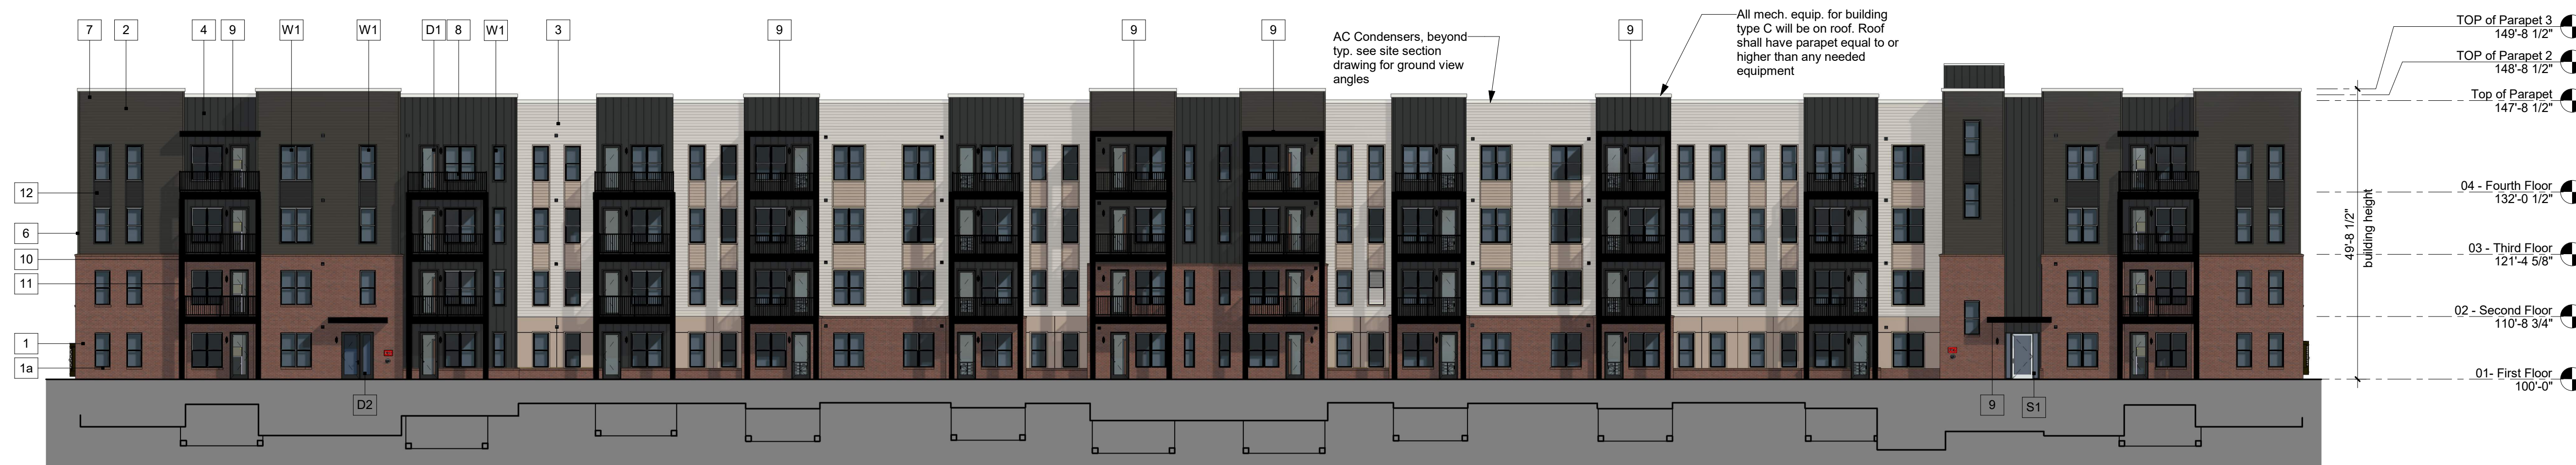 7 2 4 9 W1 W1 D1 8 W1 3 9 9 9 9
AC Condensers, beyond
typ. see site section
drawing for ground view
angles
All mech. equip. for building
type C will be on roof. Roof
shall have parapet equal to or
higher than any needed
equipment
TOP of Parapet 3
149'-8 1/2"
TOP of Parapet 2
148'-8 1/2"
Top of Parapet
147'-8 1/2"
12
04 - Fourth Floor
132'-0 1/2"
6
49'-8 1/2"
building height
10
03 - Third Floor
121'-4 5/8"
11
02 - Second Floor
110'-8 3/4"
1
1a
01- First Floor
100'-0"
D2
9
S1